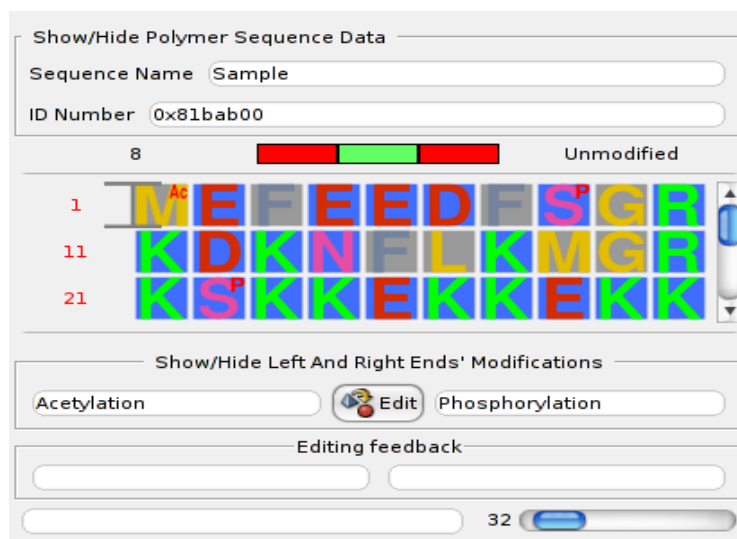 Show/Hide Polymer Sequence Data
Sequence Name Sample
ID Number 0x81bab00
8 Unmodified
1 M Ac E F E E D F S P G R
11 K D K N F L K M G R
21 K S P K K E K K E K K
Show/Hide Left And Right Ends' Modifications
Acetylation Edit Phosphorylation
Editing feedback
32